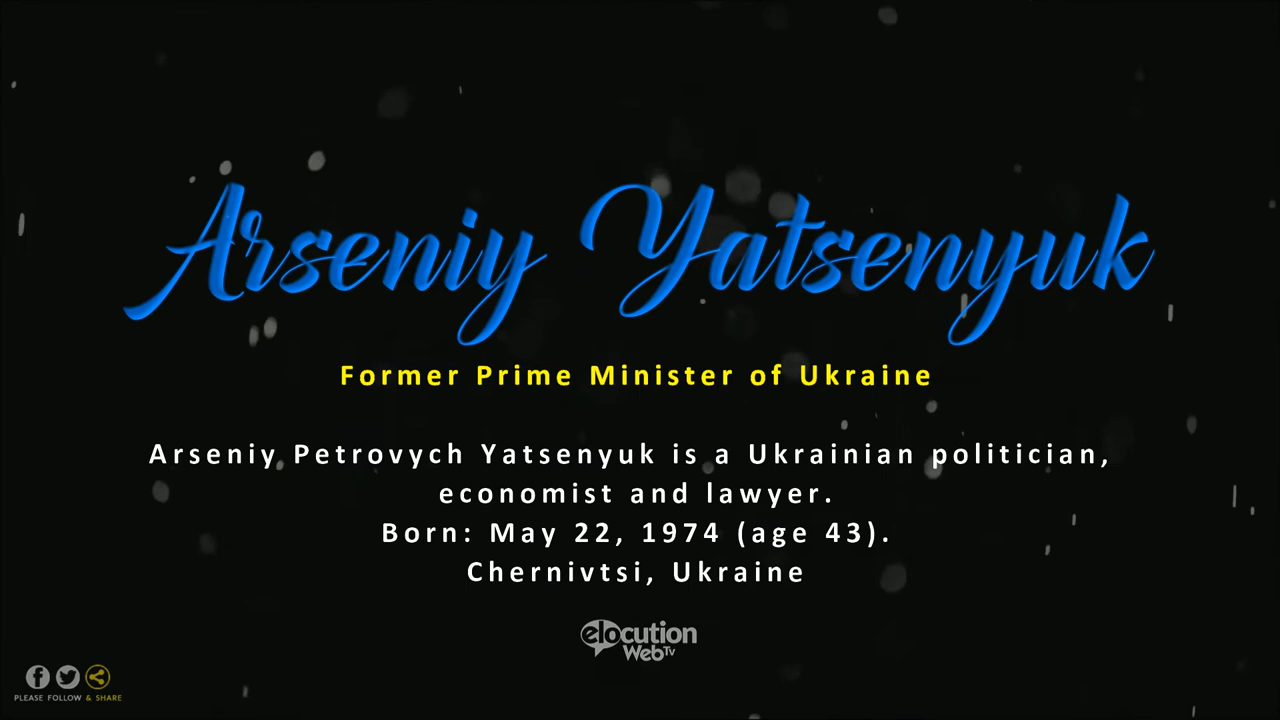 Arseniy Yatsenyuk
Former Prime Minister of Ukraine
Arseniy Petrovych Yatsenyuk is a Ukrainian politician,
economist and lawyer.
Born: May 22, 1974 (age 43).
Chernivtsi, Ukraine
elocution
WebTv
PLEASE FOLLOW & SHARE